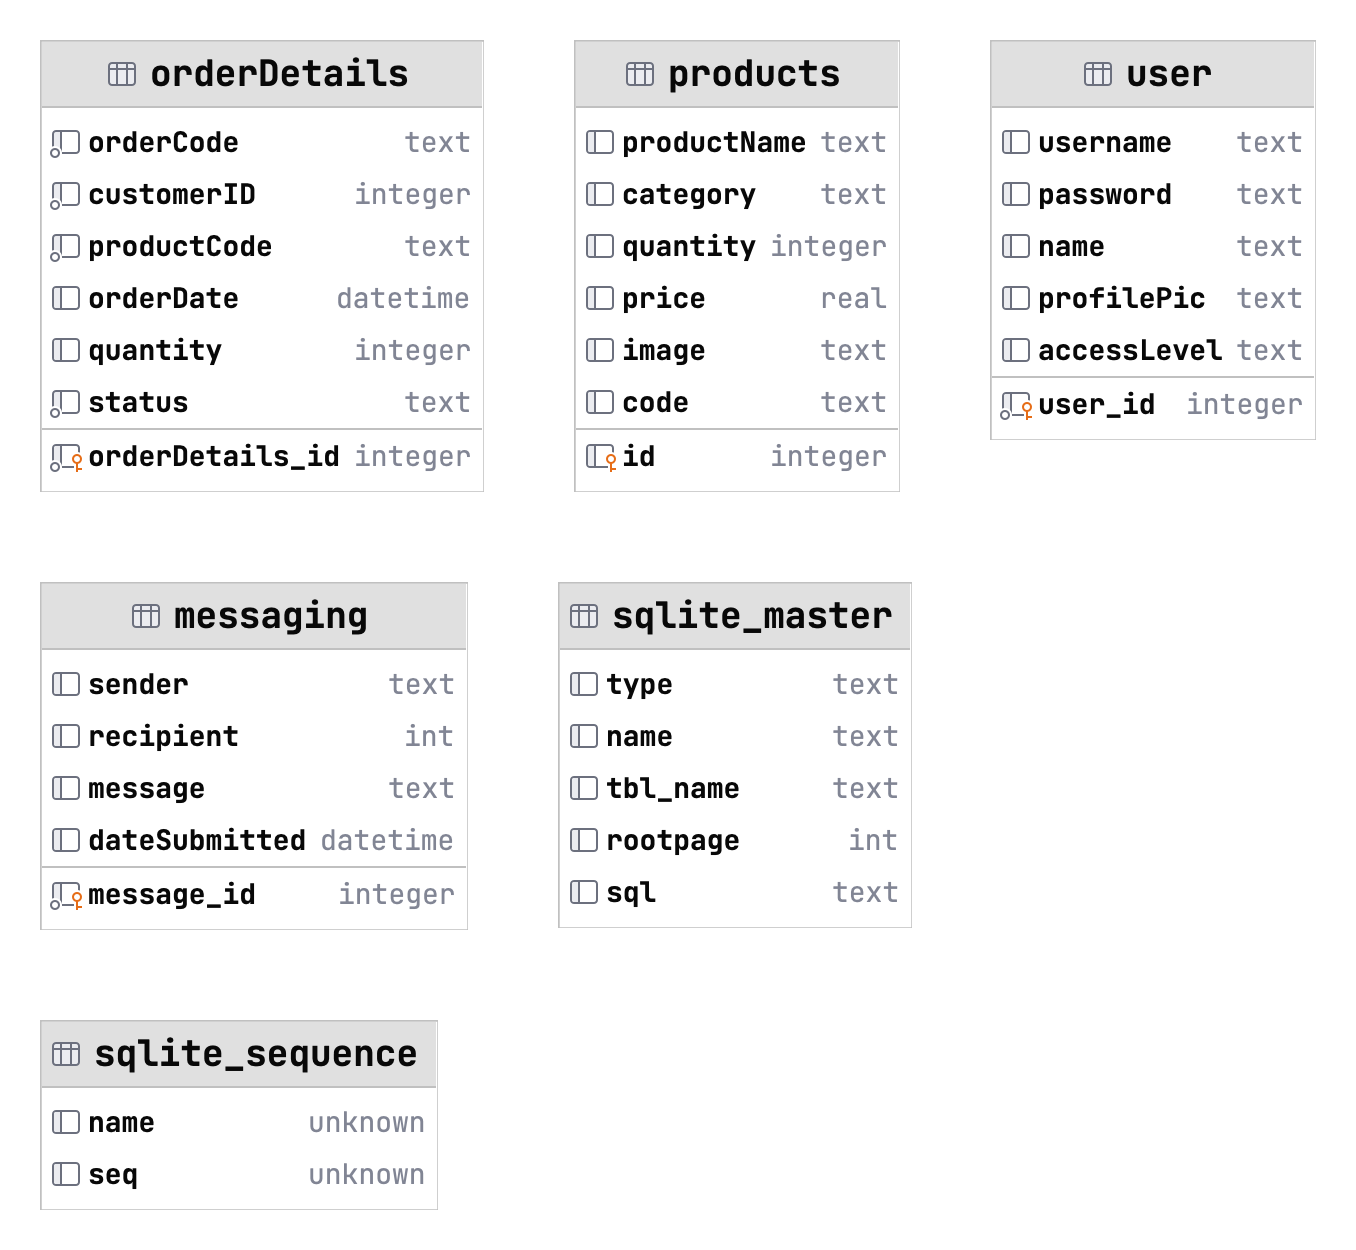 orderDetails
orderCode text
customerID integer
productCode text
orderDate datetime
quantity integer
status text
orderDetails_id integer
products
productName text
category text
quantity integer
price real
image text
code text
id integer
user
username text
password text
name text
profilePic text
accessLevel text
user_id integer
messaging
sender text
recipient int
message text
dateSubmitted datetime
message_id integer
sqlite_master
type text
name text
tbl_name text
rootpage int
sql text
sqlite_sequence
name unknown
seq unknown